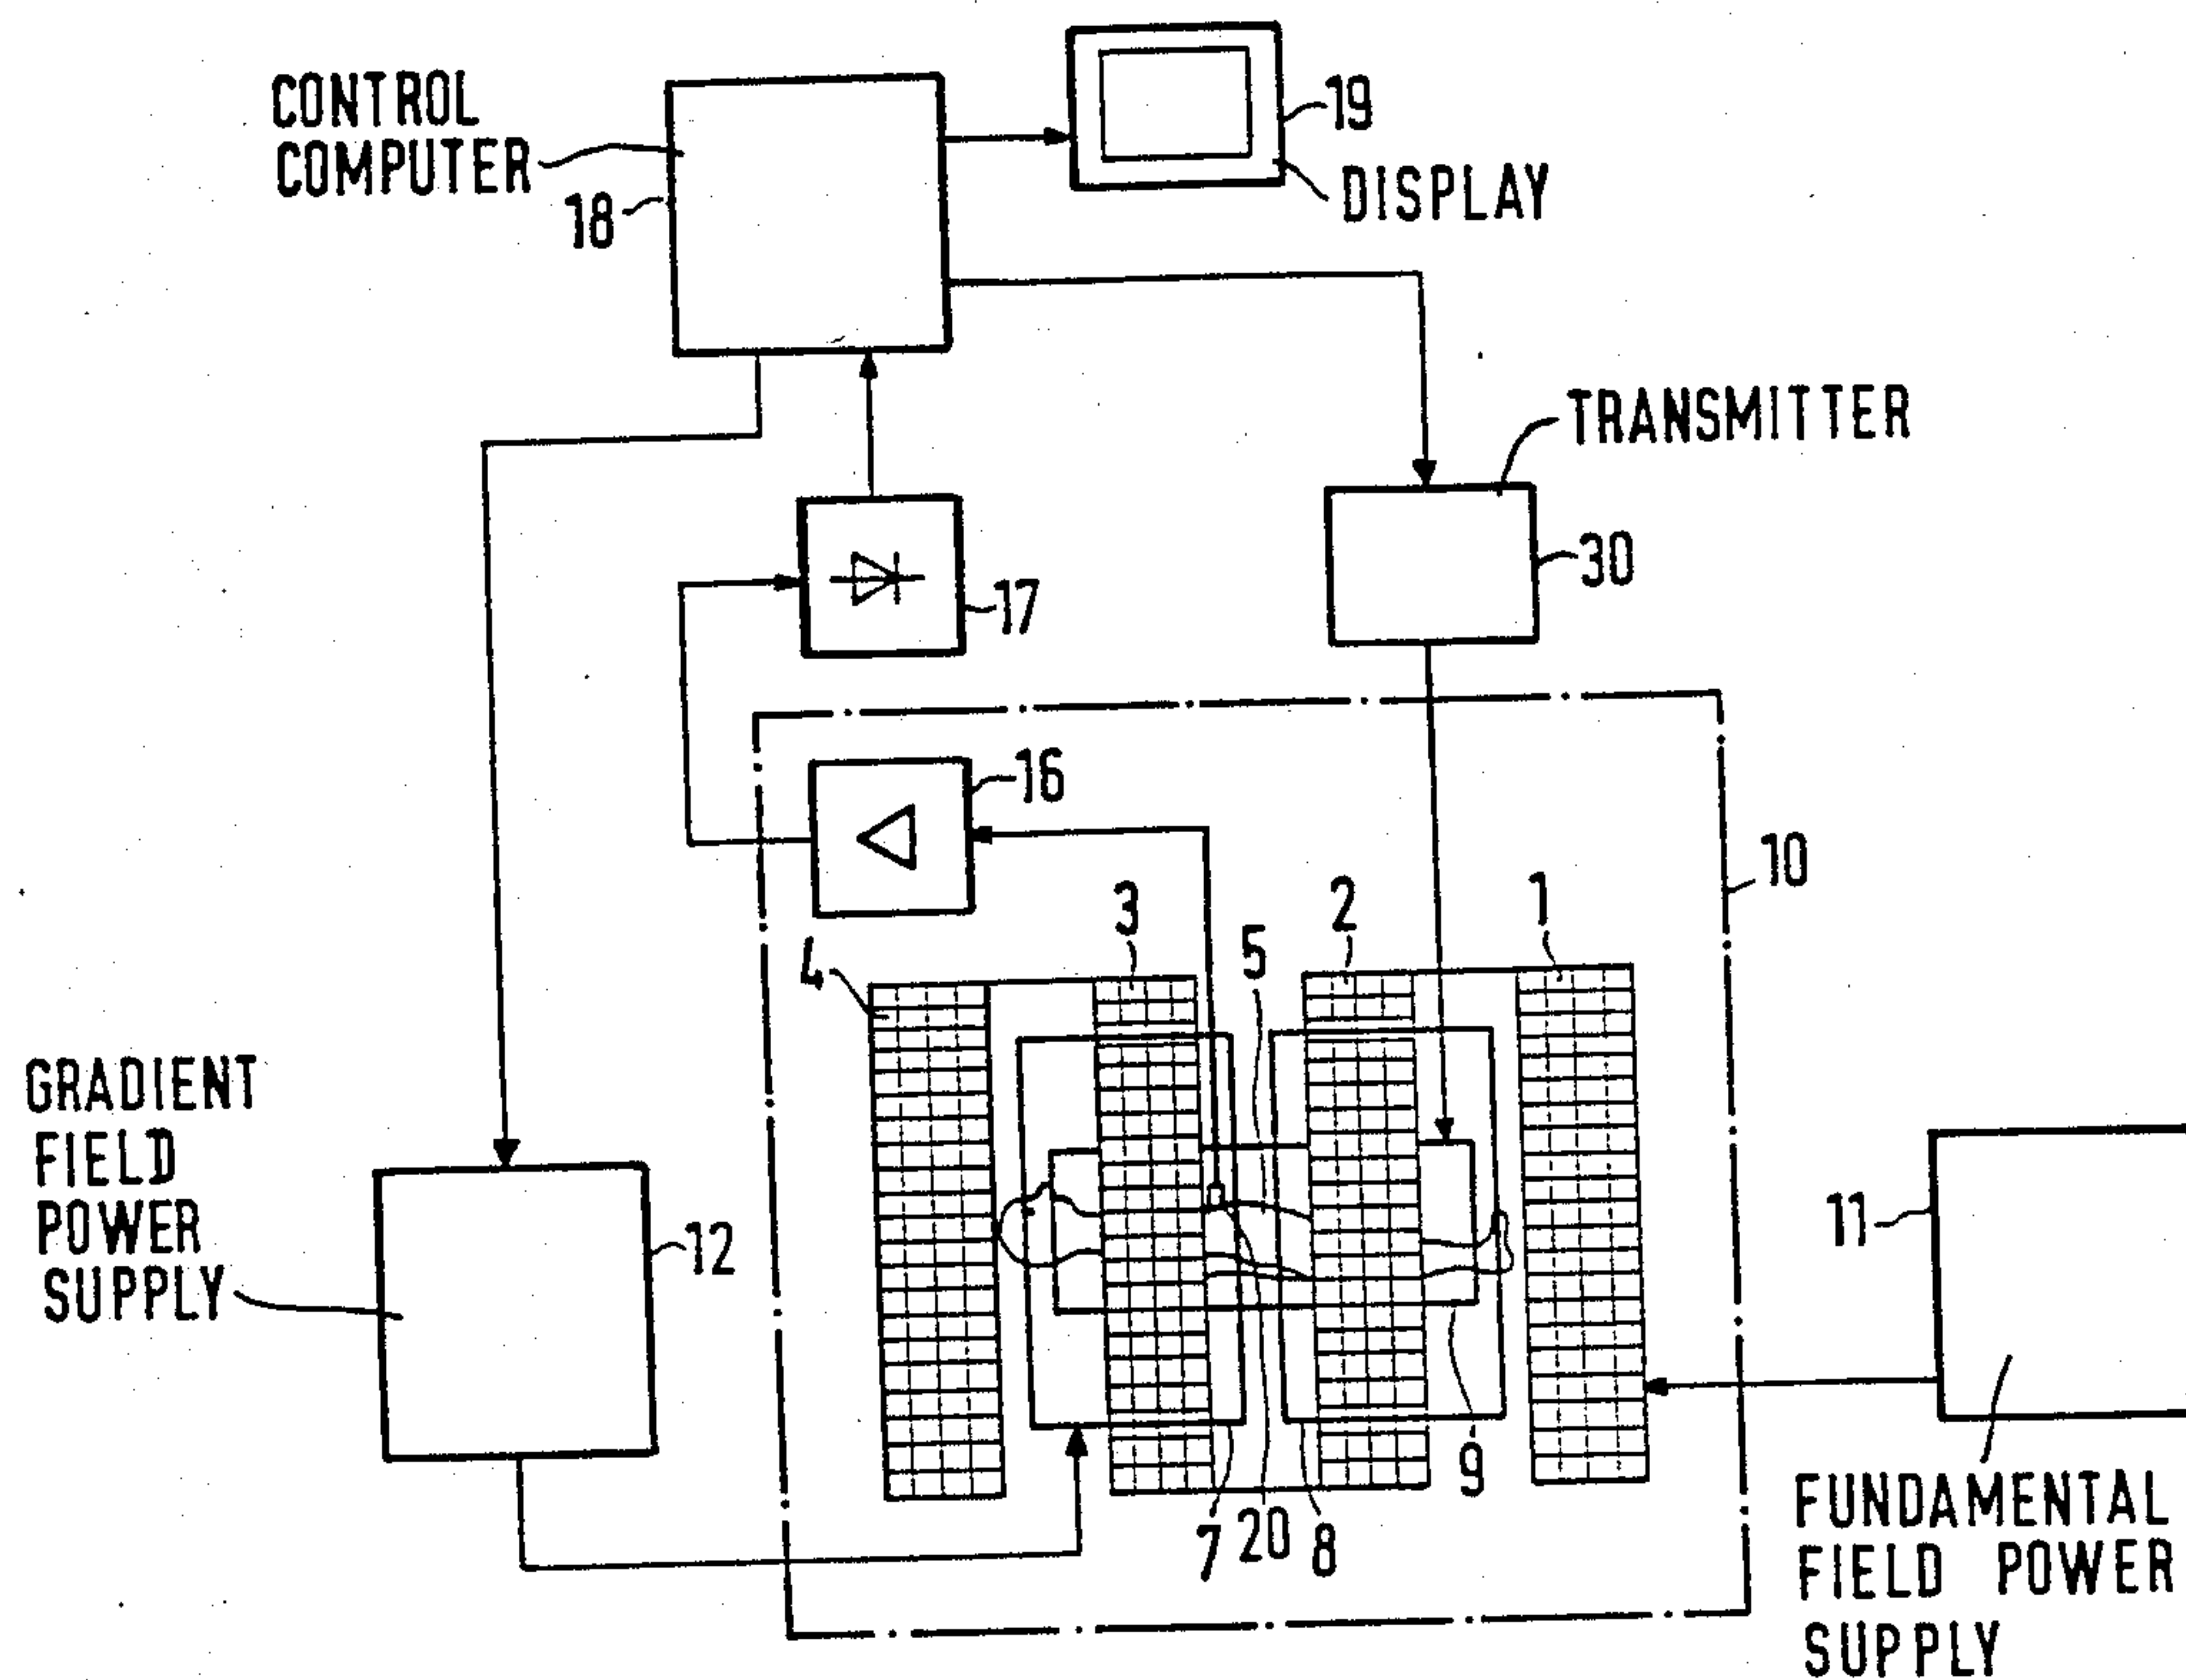 CONTROL
COMPUTER
18
19
DISPLAY
TRANSMITTER
30
17
16
10
4
3
5
2
1
GRADIENT
FIELD
POWER
SUPPLY
12
11
9
7
20
8
FUNDAMENTAL
FIELD POWER
SUPPLY